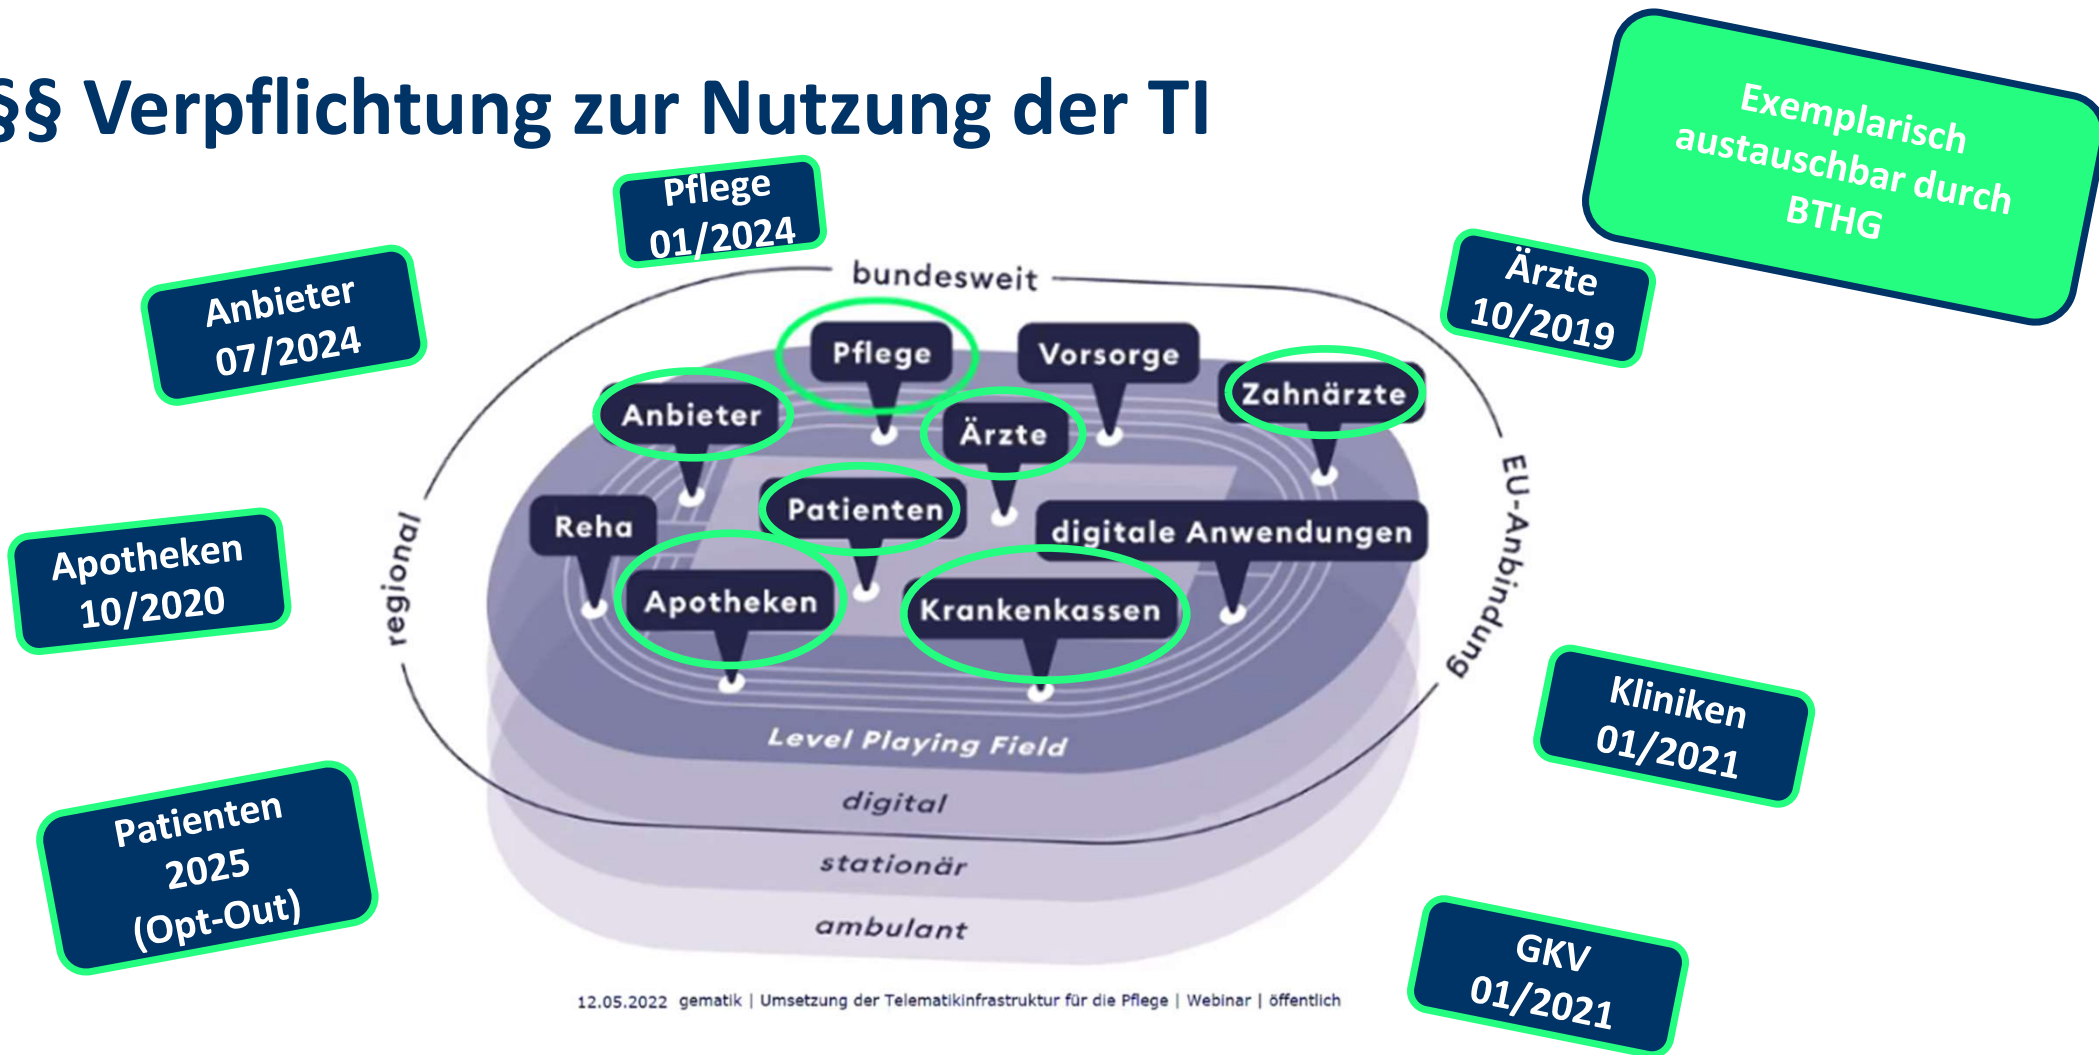 §§ Verpflichtung zur Nutzung der TI
Exemplarisch
austauschbar durch
BTHG
Pflege
01/2024
Anbieter
07/2024
Ärzte
10/2019
Apotheken
10/2020
Kliniken
01/2021
Patienten
2025
(Opt-Out)
GKV
01/2021
bundesweit
regional
EU-Anbindung
Pflege
Vorsorge
Zahnärzte
Anbieter
Ärzte
Patienten
Reha
digitale Anwendungen
Apotheken
Krankenkassen
Level Playing Field
digital
stationär
ambulant
12.05.2022 gematik | Umsetzung der Telematikinfrastruktur für die Pflege | Webinar | öffentlich